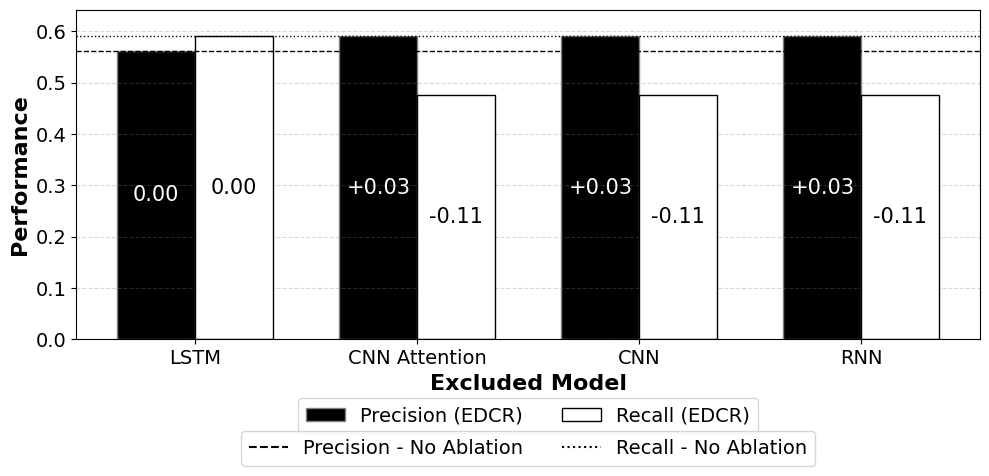 0.6
0.5
0.4
0.3
0.2
0.1
0.0
Performance
0.00
0.00
+0.03
-0.11
+0.03
-0.11
+0.03
-0.11
LSTM
CNN Attention
CNN
RNN
Excluded Model
Precision (EDCR)
Recall (EDCR)
Precision - No Ablation
Recall - No Ablation